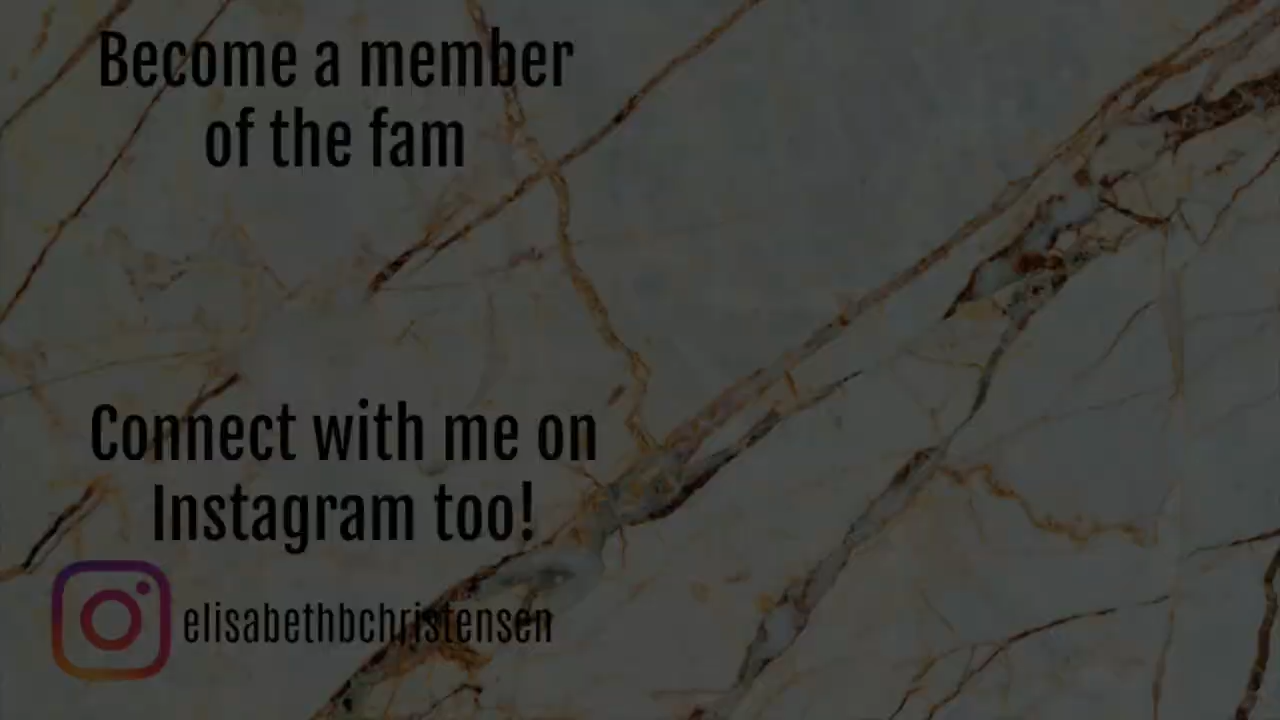 Become a member
of the fam
Connect with me on
Instagram too!
elisabethbchristensen